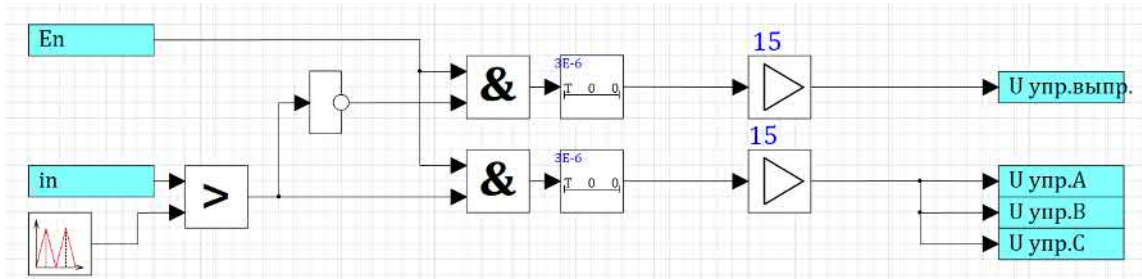 En
15
3E-6
&
T 0 0
U упр.выпр.
15
3E-6
in
&
T 0 0
U упр.А
>
U упр.В
U упр.С